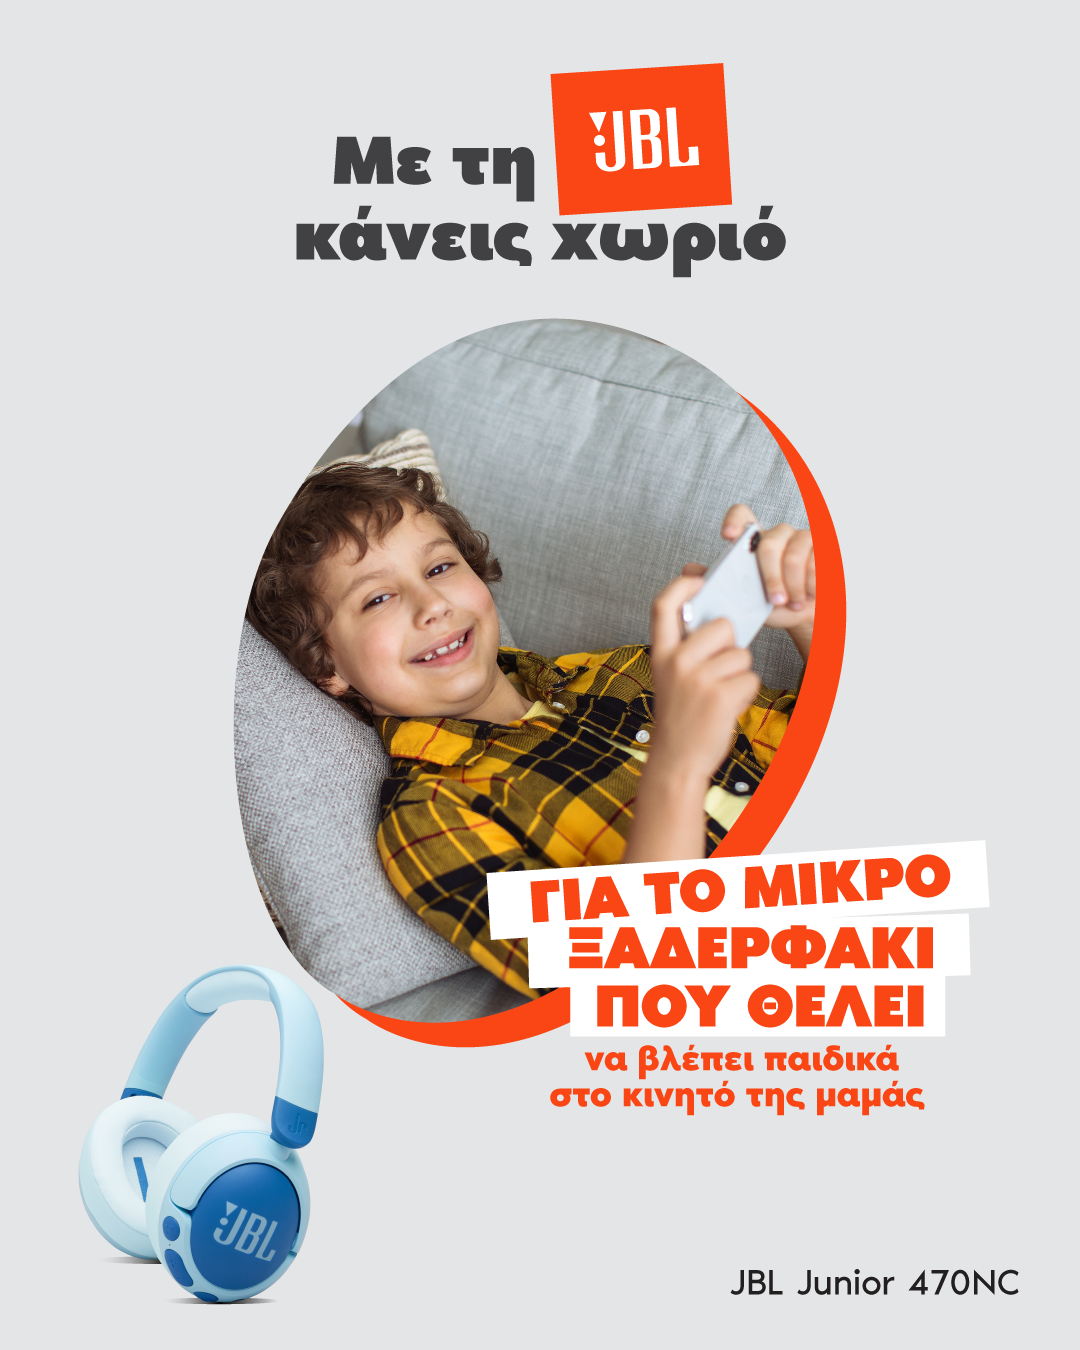 Με τη JBL
κάνεις χωριό
ΓΙΑ ΤΟ ΜΙΚΡΟ
ΞΑΔΕΡΦΑΚΙ
ΠΟΥ ΘΕΛΕΙ
να βλέπει παιδικά
στο κινητό της μαμάς
Jr
JBL
JBL Junior 470NC